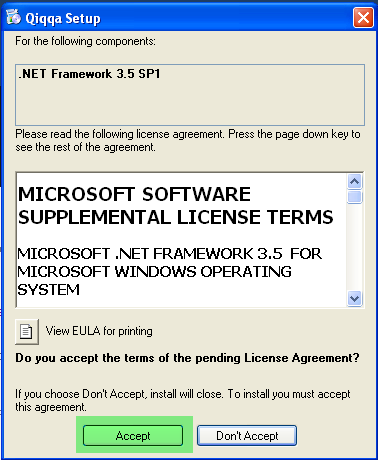 Qiqqa Setup
For the following components:
.NET Framework 3.5 SP1
Please read the following license agreement. Press the page down key to
see the rest of the agreement.
MICROSOFT SOFTWARE
SUPPLEMENTAL LICENSE TERMS
MICROSOFT .NET FRAMEWORK 3.5 FOR
MICROSOFT WINDOWS OPERATING
SYSTEM
View EULA for printing
Do you accept the terms of the pending License Agreement?
If you choose Don't Accept, install will close. To install you must accept
this agreement.
Accept Don't Accept